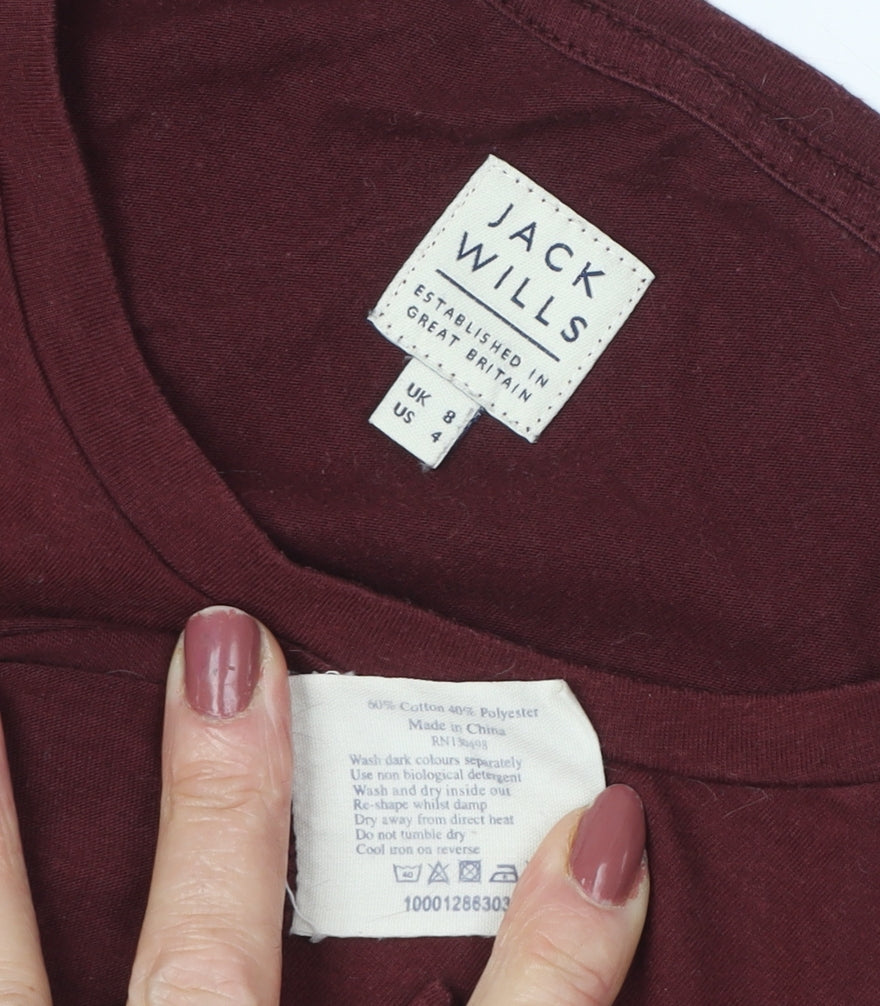 JACK
WILLS
ESTABLISHED IN
GREAT BRITAIN
UK 8
US 4
60% Cotton 40% Polyester
Made in China
Wash dark colours separately
Use non biological detergent
Wash and dry inside out
Re-shape whilst damp
Dry away from direct heat
Do not tumble dry
Cool iron on reverse
40